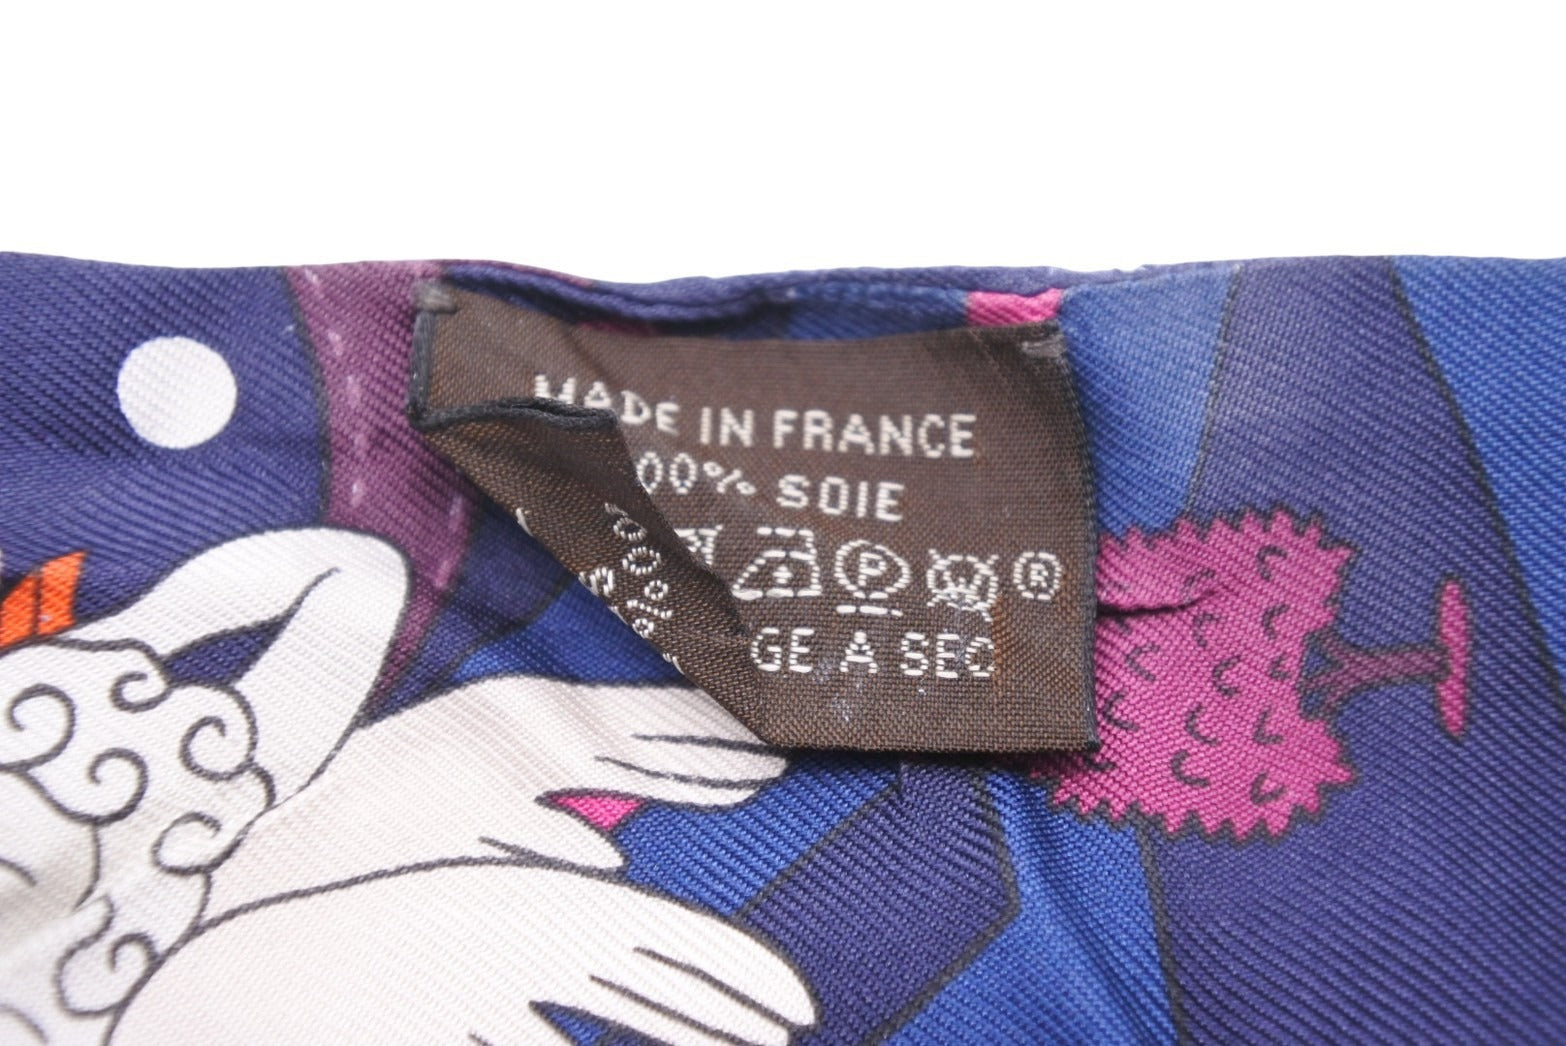 MADE IN FRANCE
00% SOIE
P W ®
GE A SEC